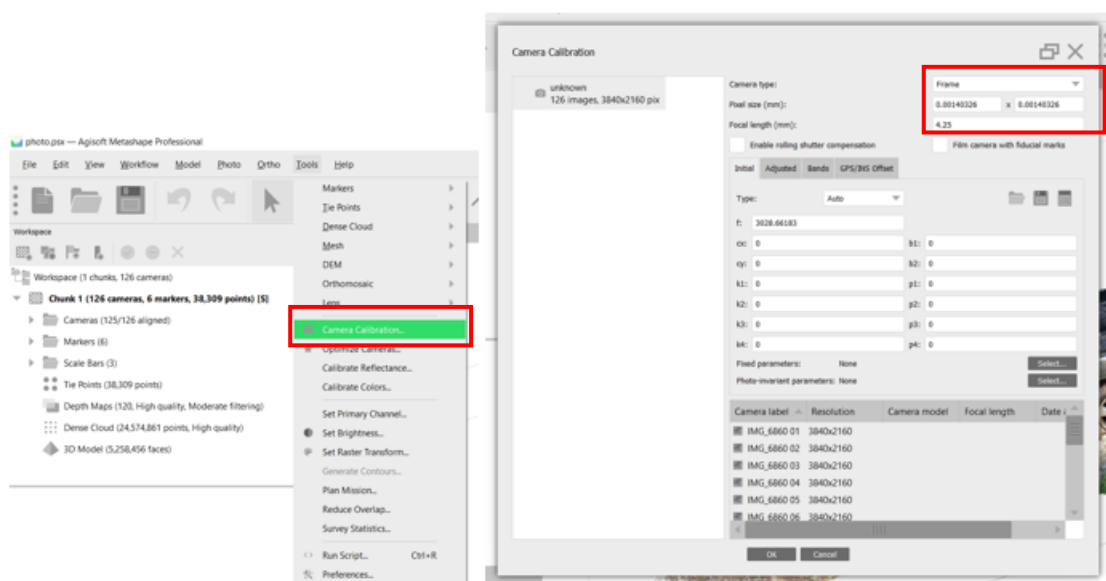 photo.psx — Agisoft Metashape Professional
File Edit View Workflow Model Photo Ortho Tools Help
Workspace
Workspace (1 chunks, 126 cameras)
Chunk 1 (126 cameras, 6 markers, 38,309 points) [S]
Cameras (125/126 aligned)
Markers (6)
Scale Bars (3)
Tie Points (38,309 points)
Depth Maps (120, High quality, Moderate filtering)
Dense Cloud (24,574,861 points, High quality)
3D Model (5,258,456 faces)
Markers
Tie Points
Dense Cloud
Mesh
DEM
Orthomosaic
Lens
Camera Calibration...
Optimize Cameras...
Calibrate Reflectance...
Calibrate Colors...
Set Primary Channel...
Set Brightness...
Set Raster Transform...
Generate Contours...
Plan Mission...
Reduce Overlap...
Survey Statistics...
Run Script... Ctrl+R
Preferences...
Camera Calibration
unknown
126 images, 3840x2160 pix
Camera type: Frame
Pixel size (mm): 0.00140326 x 0.00140326
Focal length (mm): 4.25
Enable rolling shutter compensation Film camera with fiducial marks
Initial Adjusted Bands GPS/INS Offset
Type: Auto
f: 3028.66183
cx: 0 b1: 0
cy: 0 b2: 0
k1: 0 p1: 0
k2: 0 p2: 0
k3: 0 p3: 0
k4: 0 p4: 0
Fixed parameters: None Select...
Photo-invariant parameters: None Select...
Camera label Resolution Camera model Focal length Date
IMG_6860 01 3840x2160
IMG_6860 02 3840x2160
IMG_6860 03 3840x2160
IMG_6860 04 3840x2160
IMG_6860 05 3840x2160
IMG_6860 06 3840x2160
OK Cancel